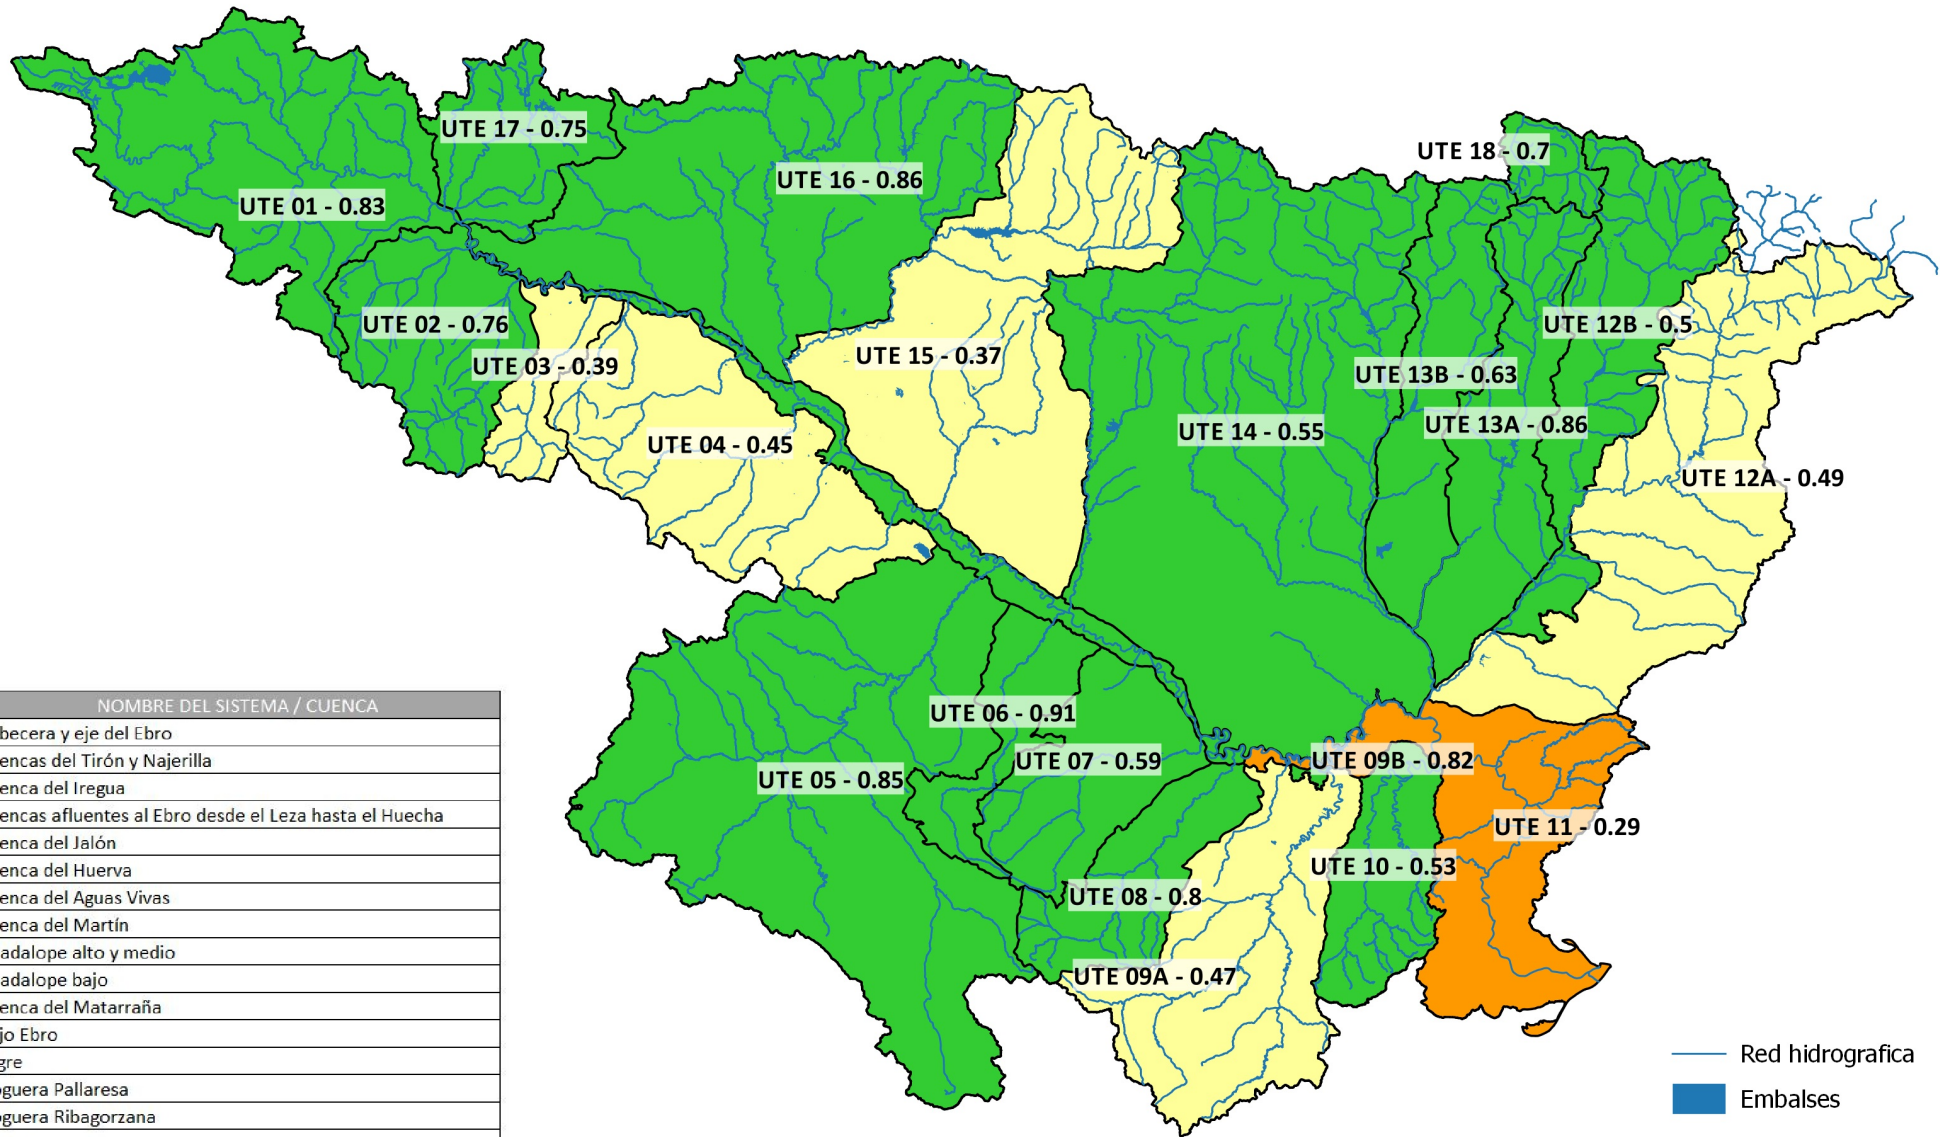 UTE 17 - 0.75
UTE 18 - 0.7
UTE 16 - 0.86
UTE 01 - 0.83
UTE 02 - 0.76
UTE 12B - 0.5
UTE 03 - 0.39
UTE 15 - 0.37
UTE 13B - 0.63
UTE 13A - 0.86
UTE 04 - 0.45
UTE 14 - 0.55
UTE 12A - 0.49
UTE 06 - 0.91
UTE 07 - 0.59
UTE 09B - 0.82
UTE 05 - 0.85
UTE 11 - 0.29
UTE 10 - 0.53
UTE 08 - 0.8
UTE 09A - 0.47
NOMBRE DEL SISTEMA / CUENCA
becera y eje del Ebro
encas del Tirón y Najerilla
enca del Iregua
encas afluentes al Ebro desde el Leza hasta el Huecha
enca del Jalón
enca del Huerva
enca del Aguas Vivas
enca del Martín
adalope alto y medio
adalope bajo
enca del Matarraña
jo Ebro
gre
guera Pallaresa
guera Ribagorzana
Red hidrografica
Embalses